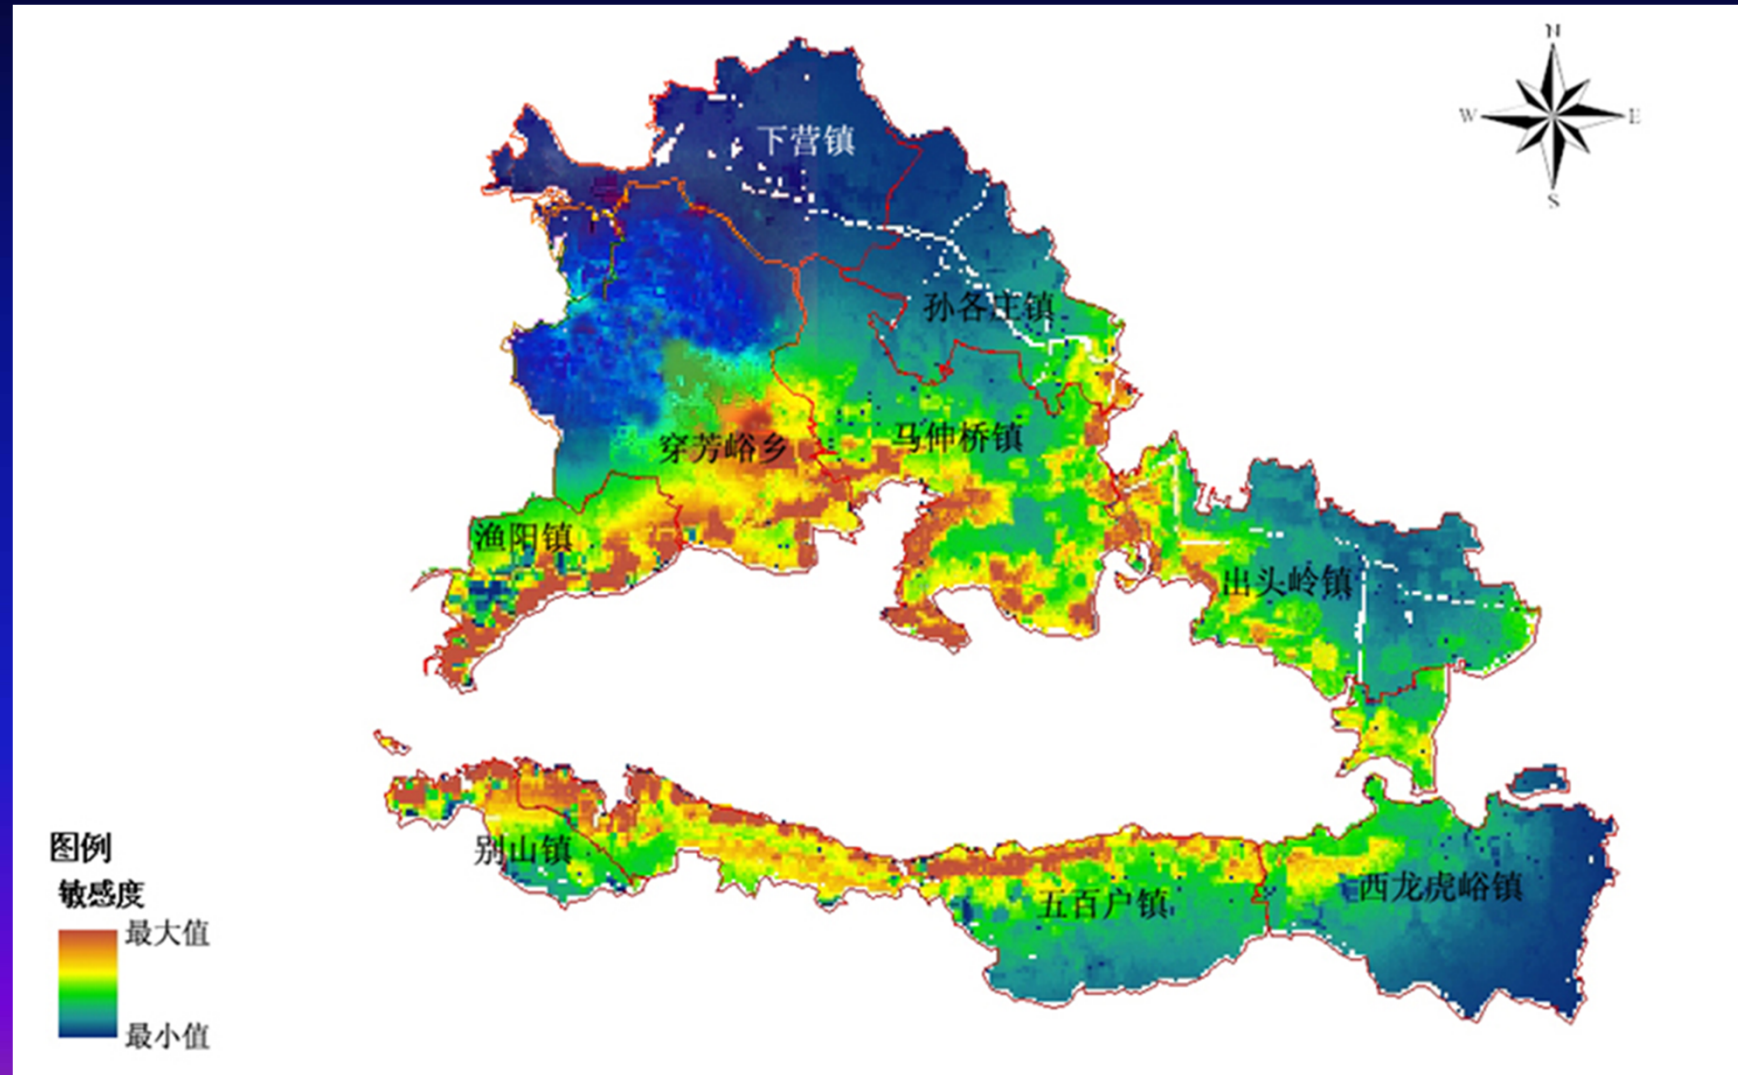 N
W
E
S
下营镇
孙各庄镇
穿芳峪乡
马伸桥镇
渔阳镇
出头岭镇
别山镇
五百户镇
西龙虎峪镇
图例
敏感度
最大值
最小值